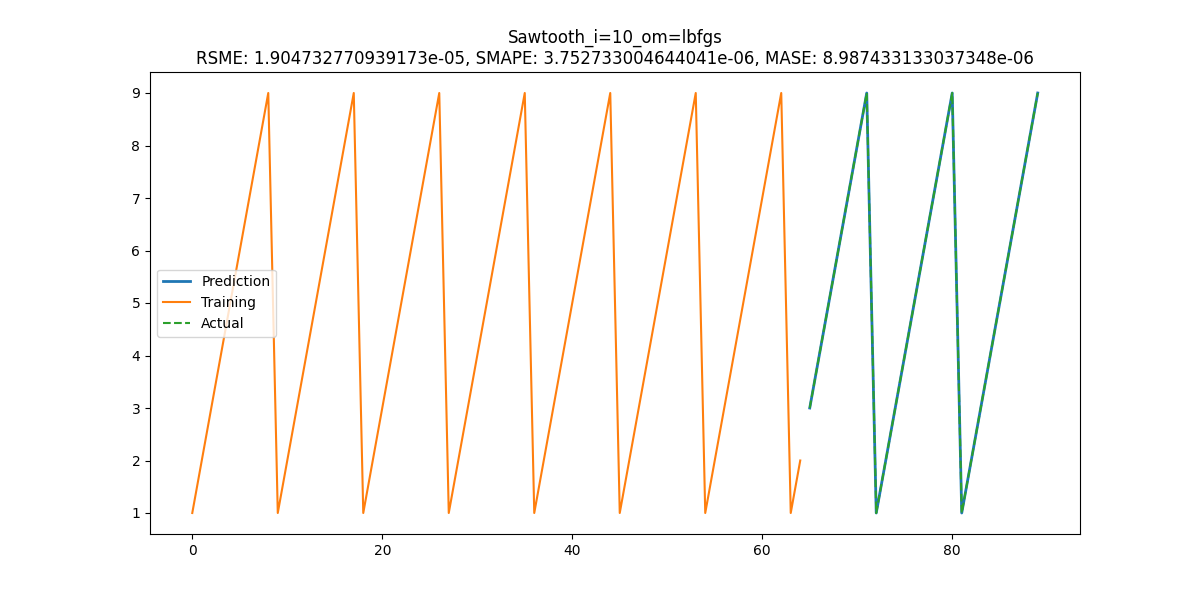 Sawtooth_i=10_om=lbfgs
RSME: 1.904732770939173e-05, SMAPE: 3.752733004644041e-06, MASE: 8.987433133037348e-06
9
8
7
6
5
4
3
2
1
Prediction
Training
Actual
0
20
40
60
80